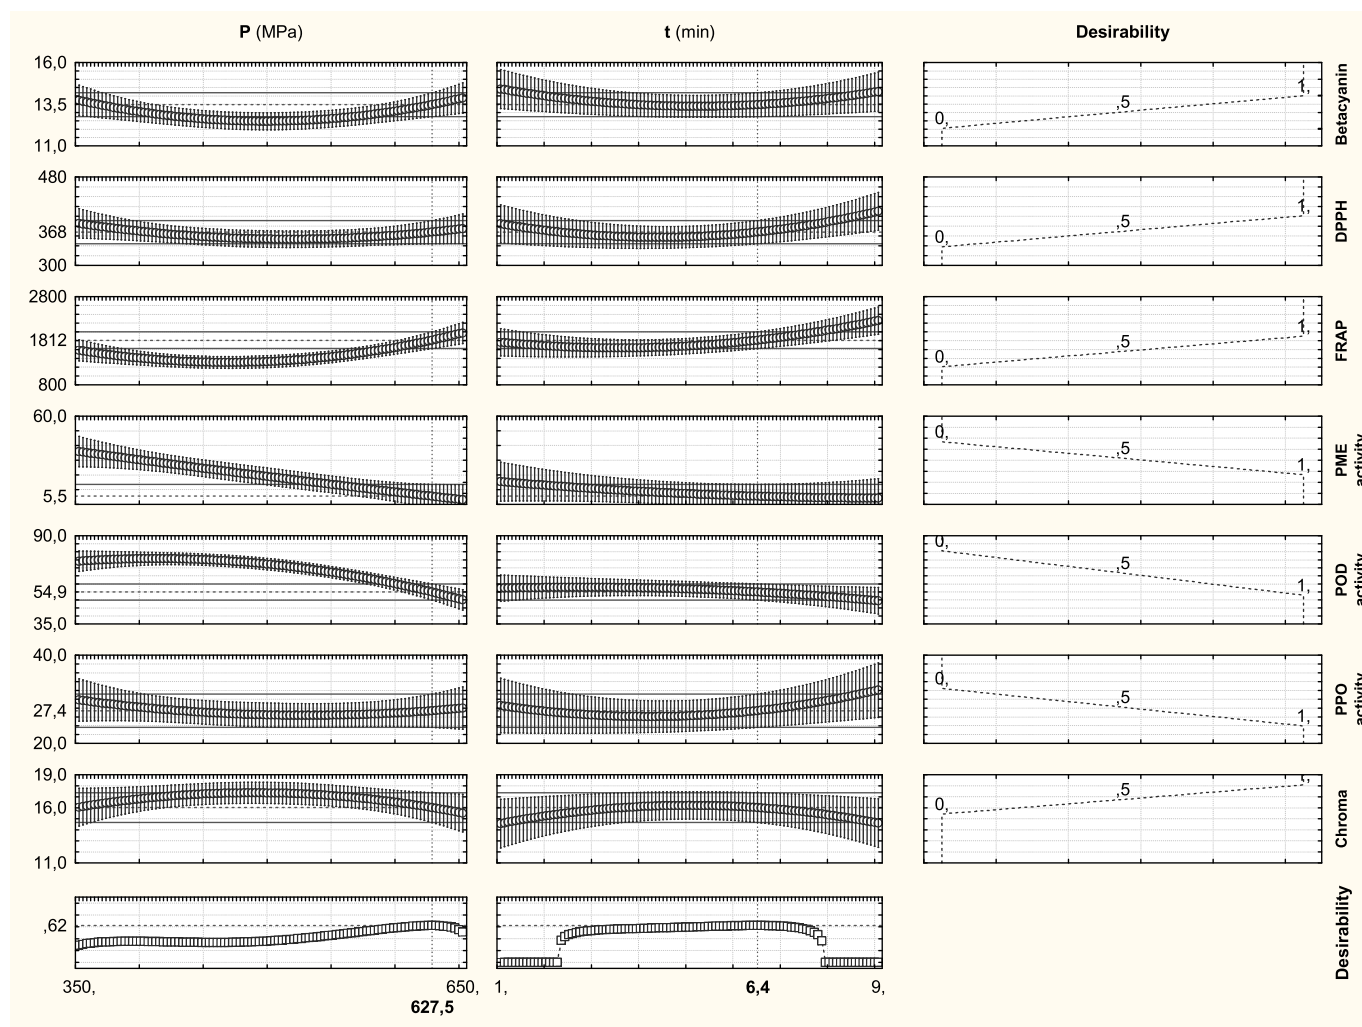 P (MPa) t (min) Desirability
16,0
13,5
11,0
0, ,5 1,
Betacyanin
480
368
300
0, ,5 1,
DPPH
2800
1812
800
0, ,5 1,
FRAP
60,0
5,5
0, ,5 1,
PME
activity
90,0
54,9
35,0
0, ,5 1,
POD
activity
40,0
27,4
20,0
0, ,5 1,
PPO
activity
19,0
16,0
11,0
0, ,5 1,
Chroma
,62
Desirability
350, 650, 1, 6,4 9,
627,5